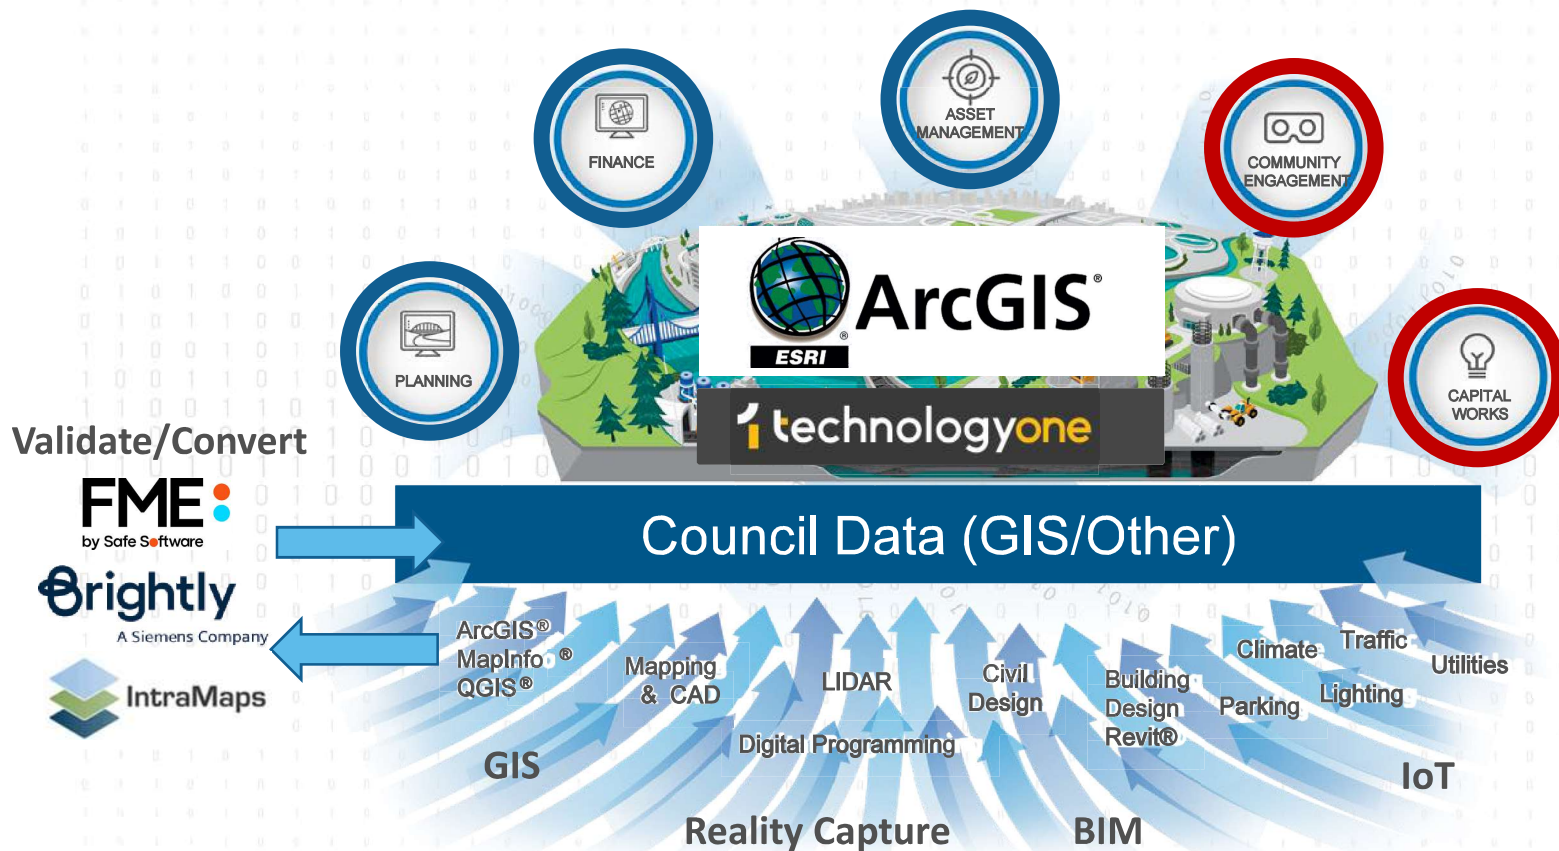 ASSET
MANAGEMENT
FINANCE
COMMUNITY
ENGAGEMENT
PLANNING
CAPITAL
WORKS
ArcGIS®
ESRI®
1 technologyone
Validate/Convert
FME:
by Safe Software
Brightly
A Siemens Company
IntraMaps
Council Data (GIS/Other)
ArcGIS®
MapInfo ®
QGIS®
Mapping
& CAD
LIDAR
Digital Programming
Civil
Design
Building
Design
Revit®
Climate
Traffic
Utilities
Parking
Lighting
GIS
Reality Capture
BIM
IoT